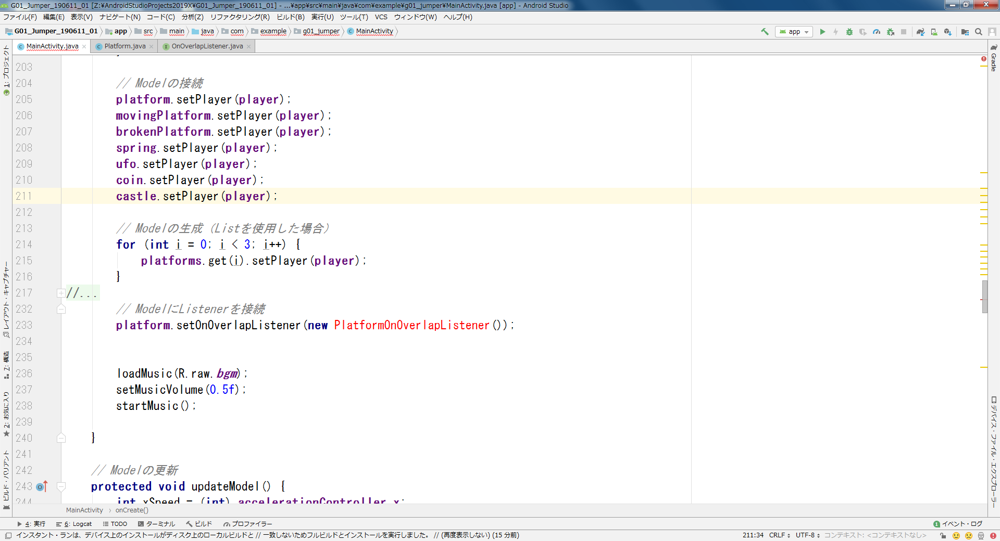 G01_Jumper_190611_01 [Z:¥AndroidStudioProjects2019X¥G01_Jumper_190611_01] - ...¥app¥src¥main¥java¥com¥example¥g01_jumper¥MainActivity.java [app] - Android Studio
ファイル(F) 編集(E) 表示(V) ナビゲート(N) コード(C) 分析(Z) リファクタリング(R) ビルド(B) 実行(U) ツール(T) VCS ウィンドウ(W) ヘルプ(H)
G01_Jumper_190611_01 app src main java com example g01_jumper MainActivity app
MainActivity.java Platform.java OnOverlapListener.java
203
204 // Modelの接続
205 platform.setPlayer(player);
206 movingPlatform.setPlayer(player);
207 brokenPlatform.setPlayer(player);
208 spring.setPlayer(player);
209 ufo.setPlayer(player);
210 coin.setPlayer(player);
211 castle.setPlayer(player);
212
213 // Modelの生成（Listを使用した場合）
214 for (int i = 0; i < 3; i++) {
215 platforms.get(i).setPlayer(player);
216 }
217 //...
232 // ModelにListenerを接続
233 platform.setOnOverlapListener(new PlatformOnOverlapListener());
234
235
236 loadMusic(R.raw.bgm);
237 setMusicVolume(0.5f);
238 startMusic();
239
240 }
241
242 // Modelの更新
243 protected void updateModel() {
244 int xSpeed = (int) accelerationController.x;
1: プロジェクト
レイアウト・キャプチャー
7: 構造
2: お気に入り
ビルド・バリアント
Gradle
デバイス・ファイル・エクスプローラー
MainActivity › onCreate()
4: 実行 6: Logcat TODO ターミナル ビルド プロファイラー 1 イベント・ログ
インスタント・ランは、デバイス上のインストールがディスク上のローカルビルドと // 一致しないためフルビルドとインストールを実行しました。 // (再度表示しない) (15 分前) 211:34 CRLF UTF-8 コンテキスト: <コンテキストなし>